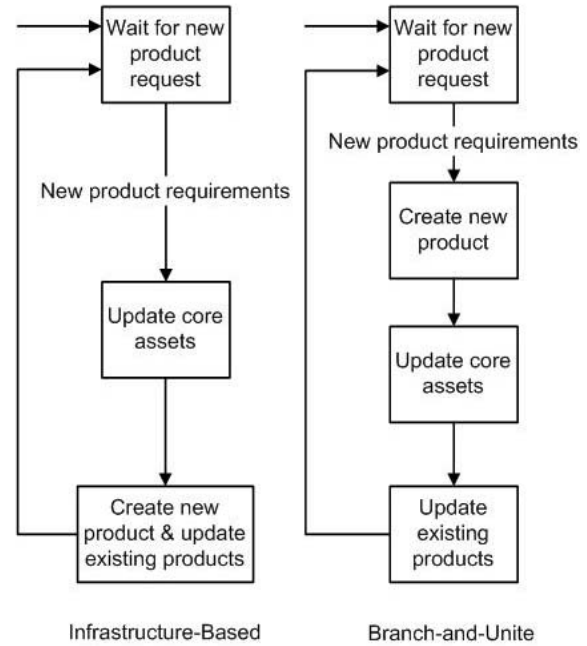 Wait for new
product
request
New product requirements
Update core
assets
Create new
product & update
existing products
Infrastructure-Based
Wait for new
product
request
New product requirements
Create new
product
Update core
assets
Update
existing
products
Branch-and-Unite